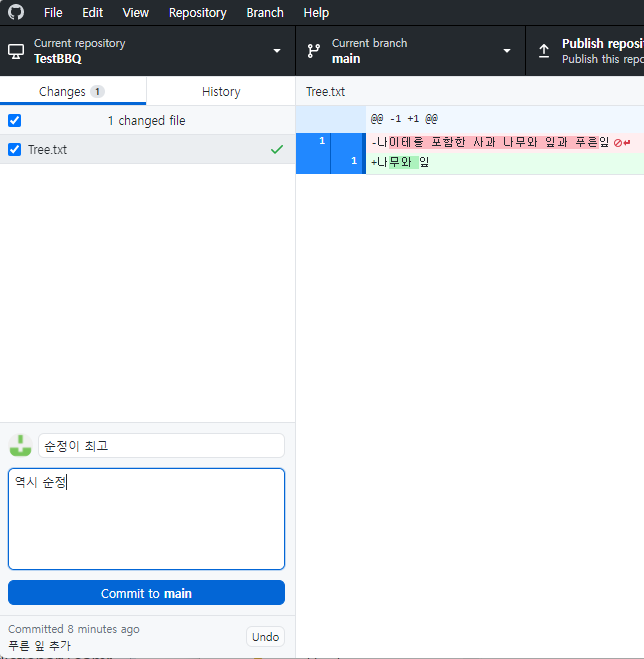 File Edit View Repository Branch Help
Current repository
TestBBQ
Current branch
main
Publish reposi
Publish this repo
Changes 1
History
Tree.txt
1 changed file
@@ -1 +1 @@
Tree.txt
1 -나이테를 포함한 사과 나무와 잎과 푸른잎
1 +나무와 잎
순정이 최고
역시 순정
Commit to main
Committed 8 minutes ago
푸른 잎 추가
Undo